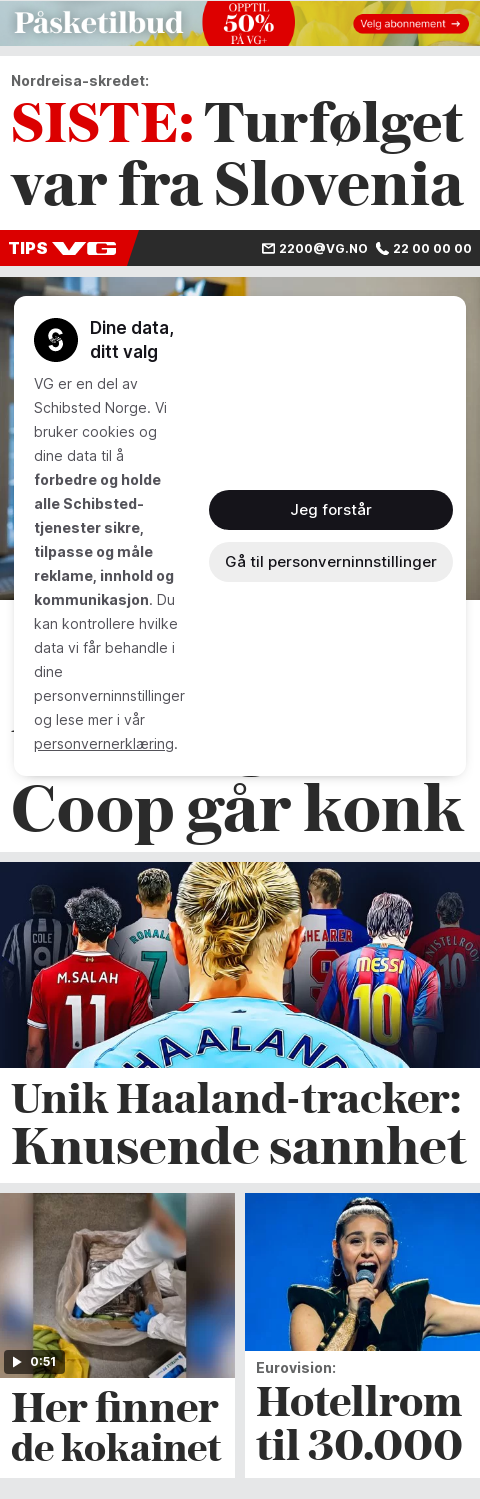 Påsketilbud
OPPTIL
50%
PÅ VG+
Velg abonnement →
Nordreisa-skredet:
SISTE: Turfølget
var fra Slovenia
TIPS VG
2200@VG.NO 22 00 00 00
Dine data,
ditt valg
VG er en del av
Schibsted Norge. Vi
bruker cookies og
dine data til å
forbedre og holde
alle Schibsted-
tjenester sikre,
tilpasse og måle
reklame, innhold og
kommunikasjon. Du
kan kontrollere hvilke
data vi får behandle i
dine
personverninnstillinger
og lese mer i vår
personvernerklæring.
Jeg forstår
Gå til personverninnstillinger
Coop går konk
COLE
M.SALAH
11
7
HAALAND
SHEARER
9
MESSI
10
10
Unik Haaland-tracker:
Knusende sannhet
0:51
Her finner
de kokainet
Eurovision:
Hotellrom
til 30.000